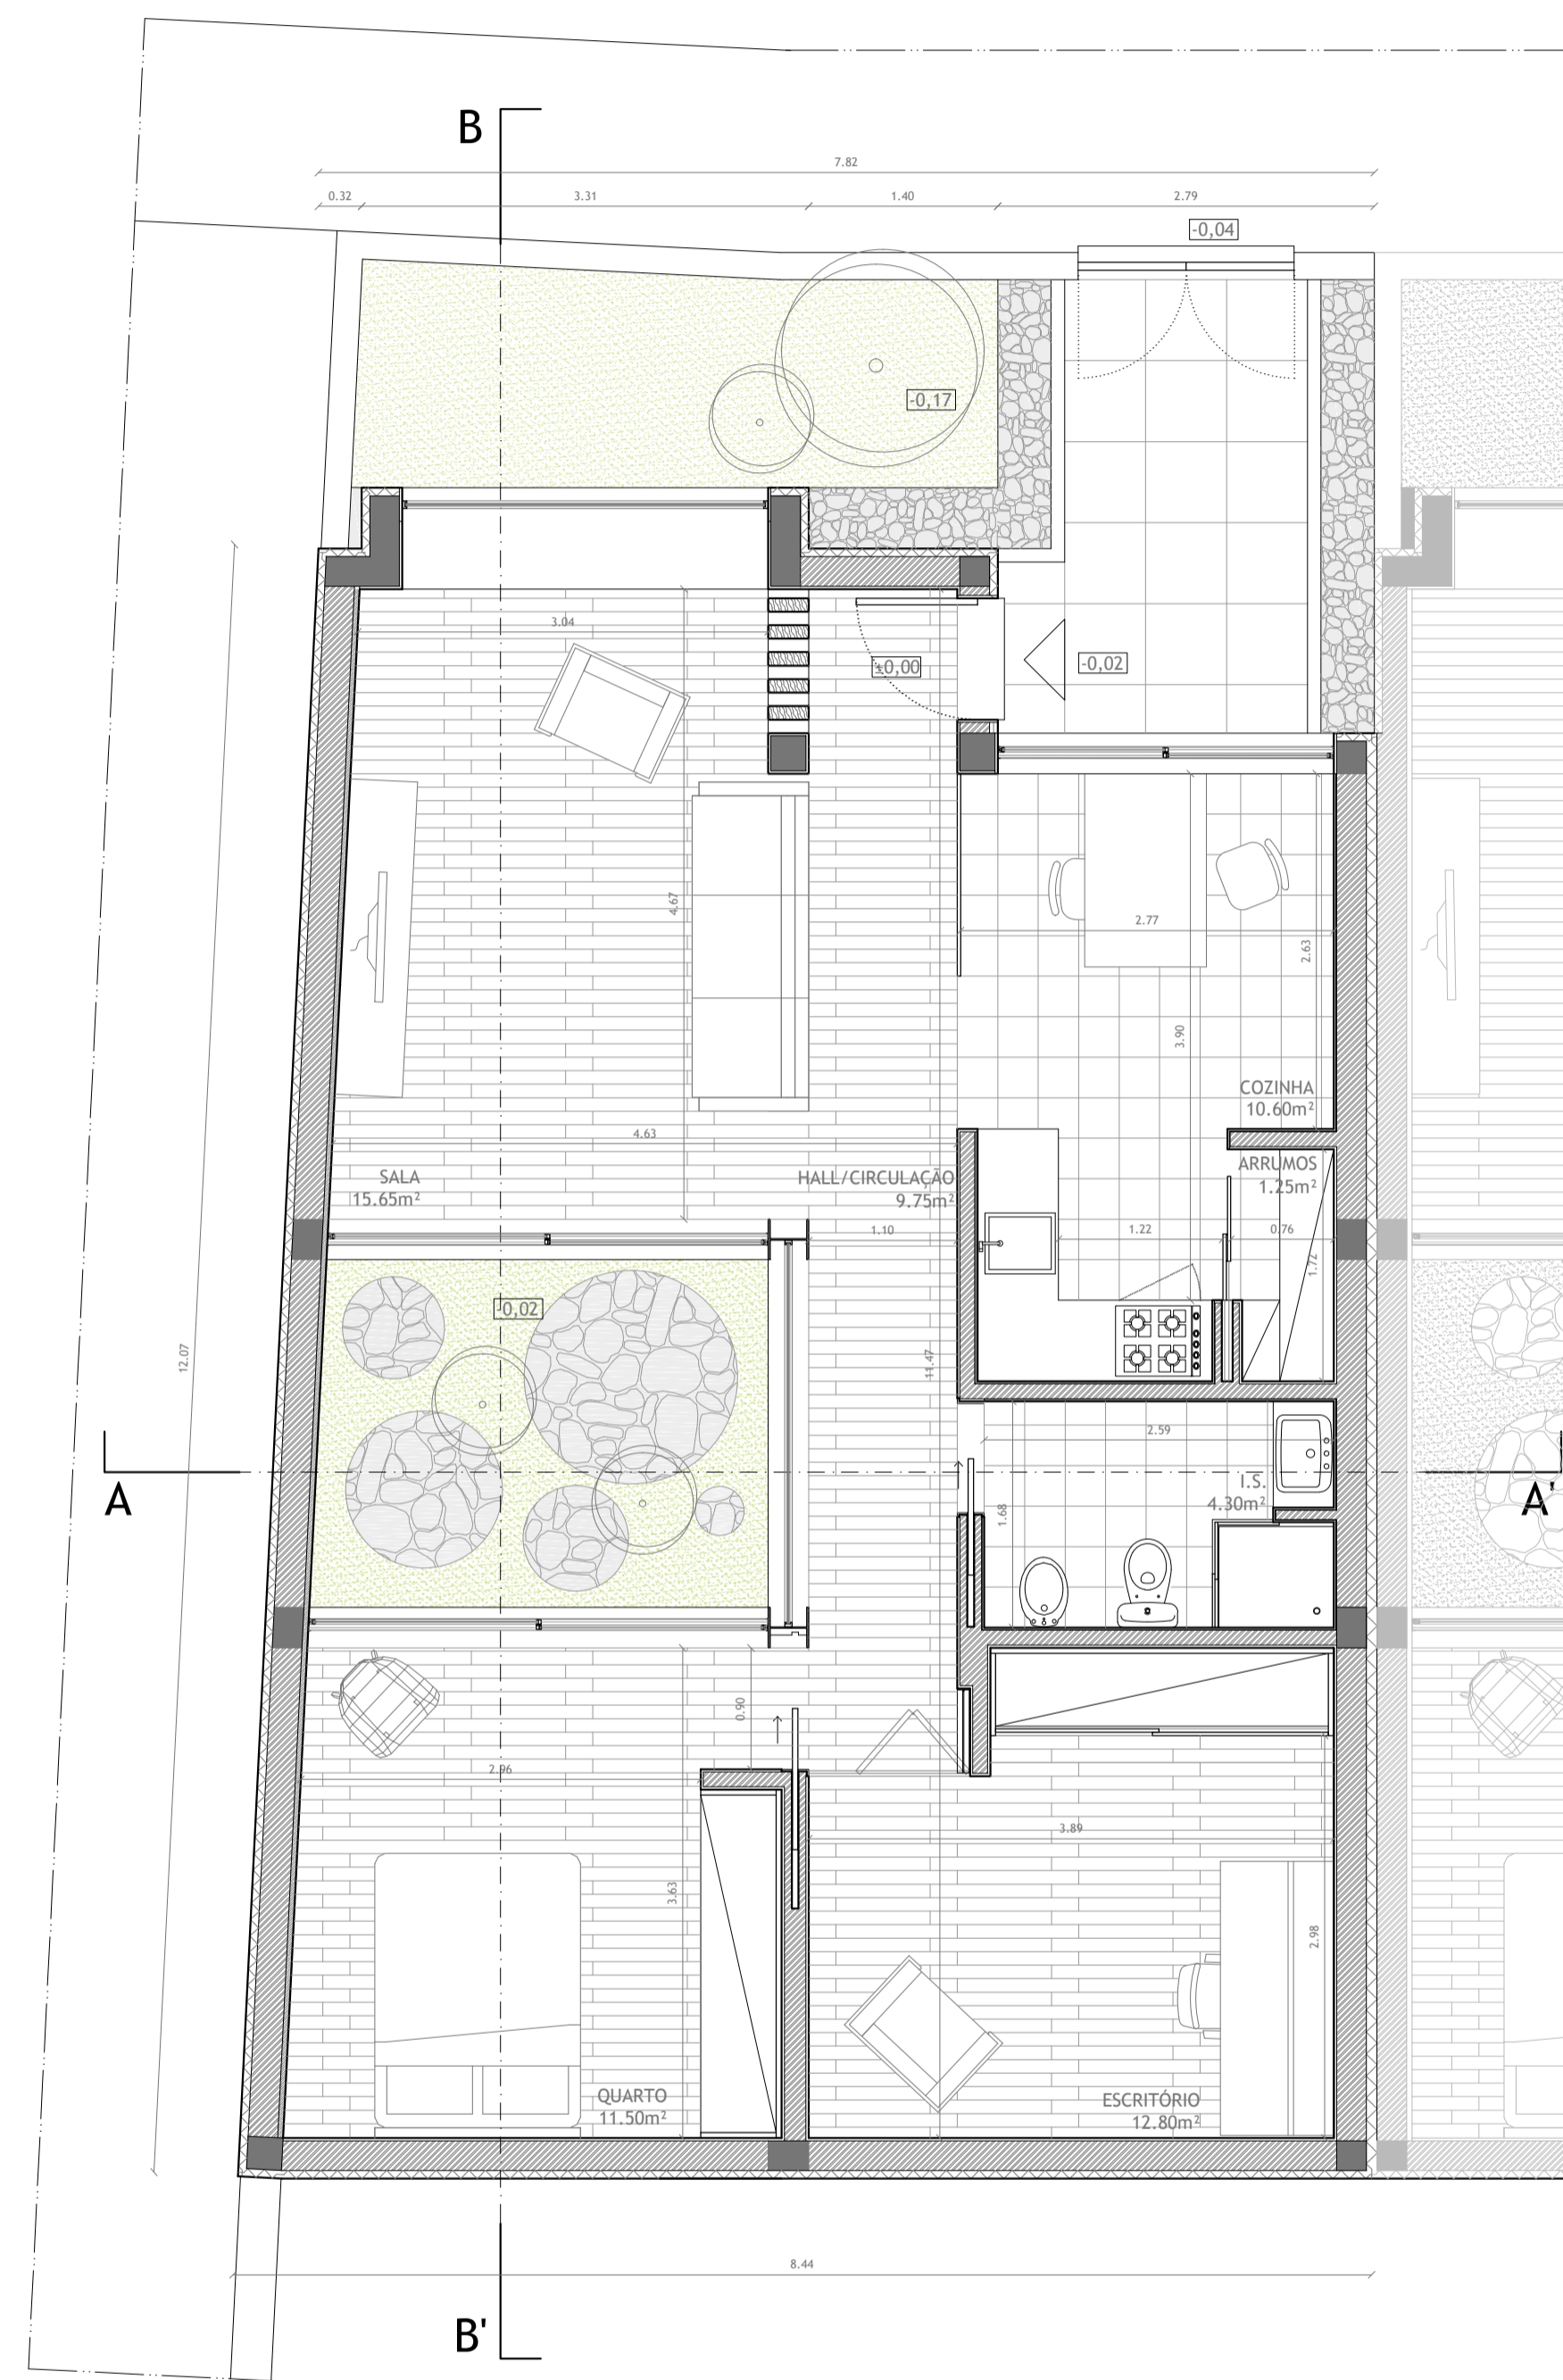 B
7.82
0.32
3.31
1.40
2.79
-0,04
-0,17
3.04
±0,00
-0,02
4.67
2.77
2.63
3.90
COZINHA
10.60m²
4.63
SALA
15.65m²
HALL/CIRCULAÇÃO
9.75m²
ARRUMOS
1.25m²
1.10
1.22
0.76
1.72
-0,02
12.07
11.47
2.59
A
I.S.
4.30m²
A'
1.68
0.90
2.96
3.89
3.63
2.98
QUARTO
11.50m²
ESCRITÓRIO
12.80m²
8.44
B'